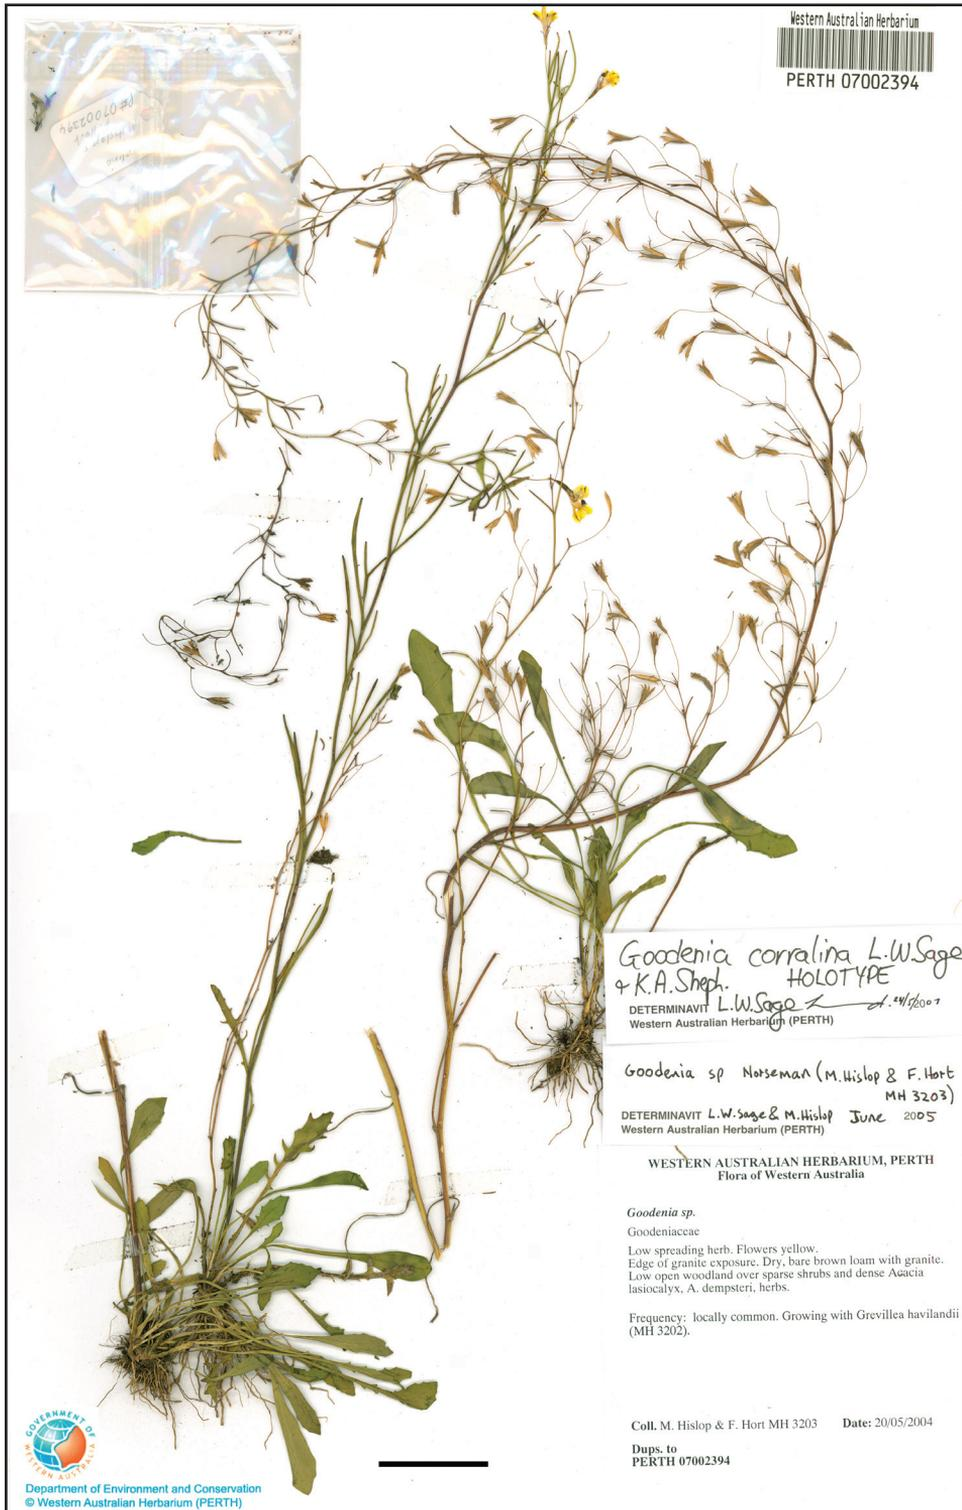 Western Australian Herbarium
PERTH 07002394
Goodenia corralina L.W.Sage
+ K.A.Sheph. HOLOTYPE
DETERMINAVIT L.W.Sage
Western Australian Herbarium (PERTH)
Goodenia sp Norseman (M.Hislop & F. Hort
MH 3203)
DETERMINAVIT L.W.Sage & M.Hislop June 2005
Western Australian Herbarium (PERTH)
WESTERN AUSTRALIAN HERBARIUM, PERTH
Flora of Western Australia
Goodenia sp.
Goodeniaceae
Low spreading herb. Flowers yellow.
Edge of granite exposure. Dry, bare brown loam with granite.
Low open woodland over sparse shrubs and dense Acacia
lasiocalyx, A. dempsteri, herbs.
Frequency: locally common. Growing with Grevillea havilandii
(MH 3202).
Coll. M. Hislop & F. Hort MH 3203 Date: 20/05/2004
Dups. to
PERTH 07002394
GOVERNMENT OF
WESTERN AUSTRALIA
Department of Environment and Conservation
© Western Australian Herbarium (PERTH)